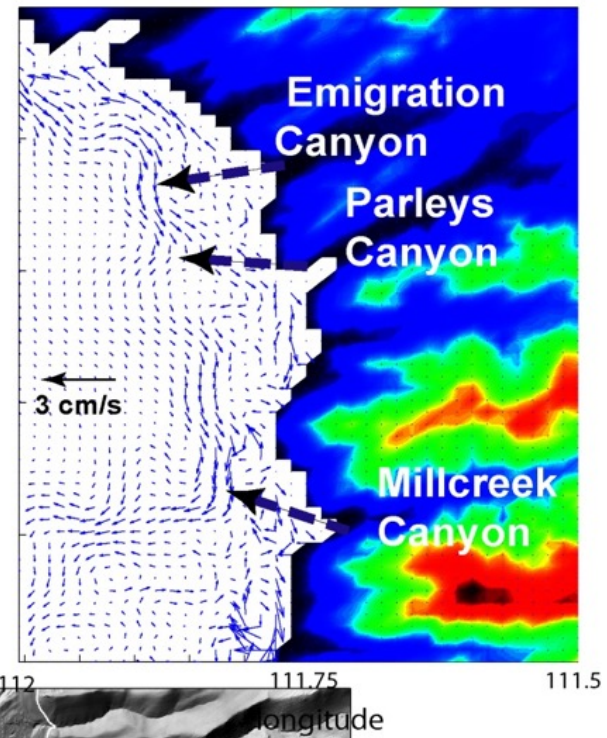 Emigration
Canyon
Parleys
Canyon
3 cm/s
Millcreek
Canyon
112
111.75
111.5
longitude